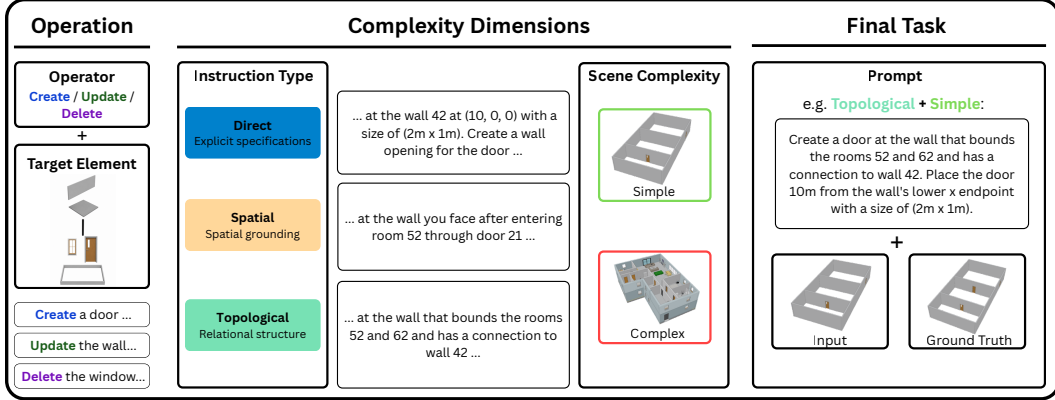 Operation
Operator
Create / Update /
Delete
+
Target Element
Create a door ...
Update the wall...
Delete the window...
Complexity Dimensions
Instruction Type
Direct
Explicit specifications
... at the wall 42 at (10, 0, 0) with a
size of (2m x 1m). Create a wall
opening for the door ...
Spatial
Spatial grounding
... at the wall you face after entering
room 52 through door 21 ...
Topological
Relational structure
... at the wall that bounds the rooms
52 and 62 and has a connection to
wall 42 ...
Scene Complexity
Simple
Complex
Final Task
Prompt
e.g. Topological + Simple:
Create a door at the wall that bounds
the rooms 52 and 62 and has a
connection to wall 42. Place the door
10m from the wall's lower x endpoint
with a size of (2m x 1m).
+
Input
Ground Truth